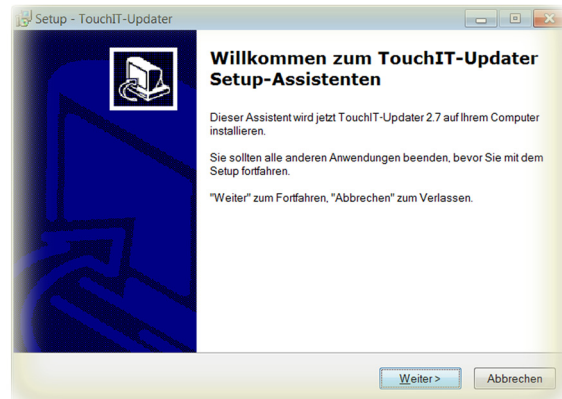 Setup - TouchIT-Updater
Willkommen zum TouchIT-Updater
Setup-Assistenten
Dieser Assistent wird jetzt TouchIT-Updater 2.7 auf Ihrem Computer
installieren.
Sie sollten alle anderen Anwendungen beenden, bevor Sie mit dem
Setup fortfahren.
"Weiter" zum Fortfahren, "Abbrechen" zum Verlassen.
Weiter >
Abbrechen